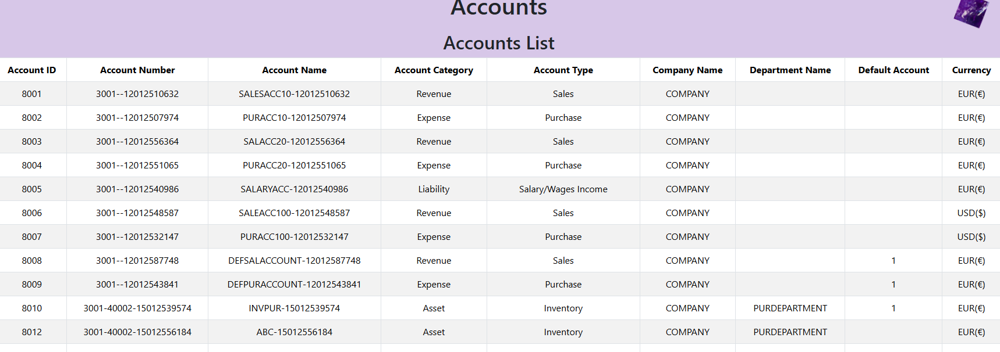 Accounts
Accounts List
Account ID Account Number Account Name Account Category Account Type Company Name Department Name Default Account Currency
8001 3001--12012510632 SALESACC10-12012510632 Revenue Sales COMPANY EUR(€)
8002 3001--12012507974 PURACC10-12012507974 Expense Purchase COMPANY EUR(€)
8003 3001--12012556364 SALACC20-12012556364 Revenue Sales COMPANY EUR(€)
8004 3001--12012551065 PURACC20-12012551065 Expense Purchase COMPANY EUR(€)
8005 3001--12012540986 SALARYACC-12012540986 Liability Salary/Wages Income COMPANY EUR(€)
8006 3001--12012548587 SALEACC100-12012548587 Revenue Sales COMPANY USD($)
8007 3001--12012532147 PURACC100-12012532147 Expense Purchase COMPANY USD($)
8008 3001--12012587748 DEFSALACCOUNT-12012587748 Revenue Sales COMPANY 1 EUR(€)
8009 3001--12012543841 DEFPURACCOUNT-12012543841 Expense Purchase COMPANY 1 EUR(€)
8010 3001-40002-15012539574 INVPUR-15012539574 Asset Inventory COMPANY PURDEPARTMENT 1 EUR(€)
8012 3001-40002-15012556184 ABC-15012556184 Asset Inventory COMPANY PURDEPARTMENT EUR(€)